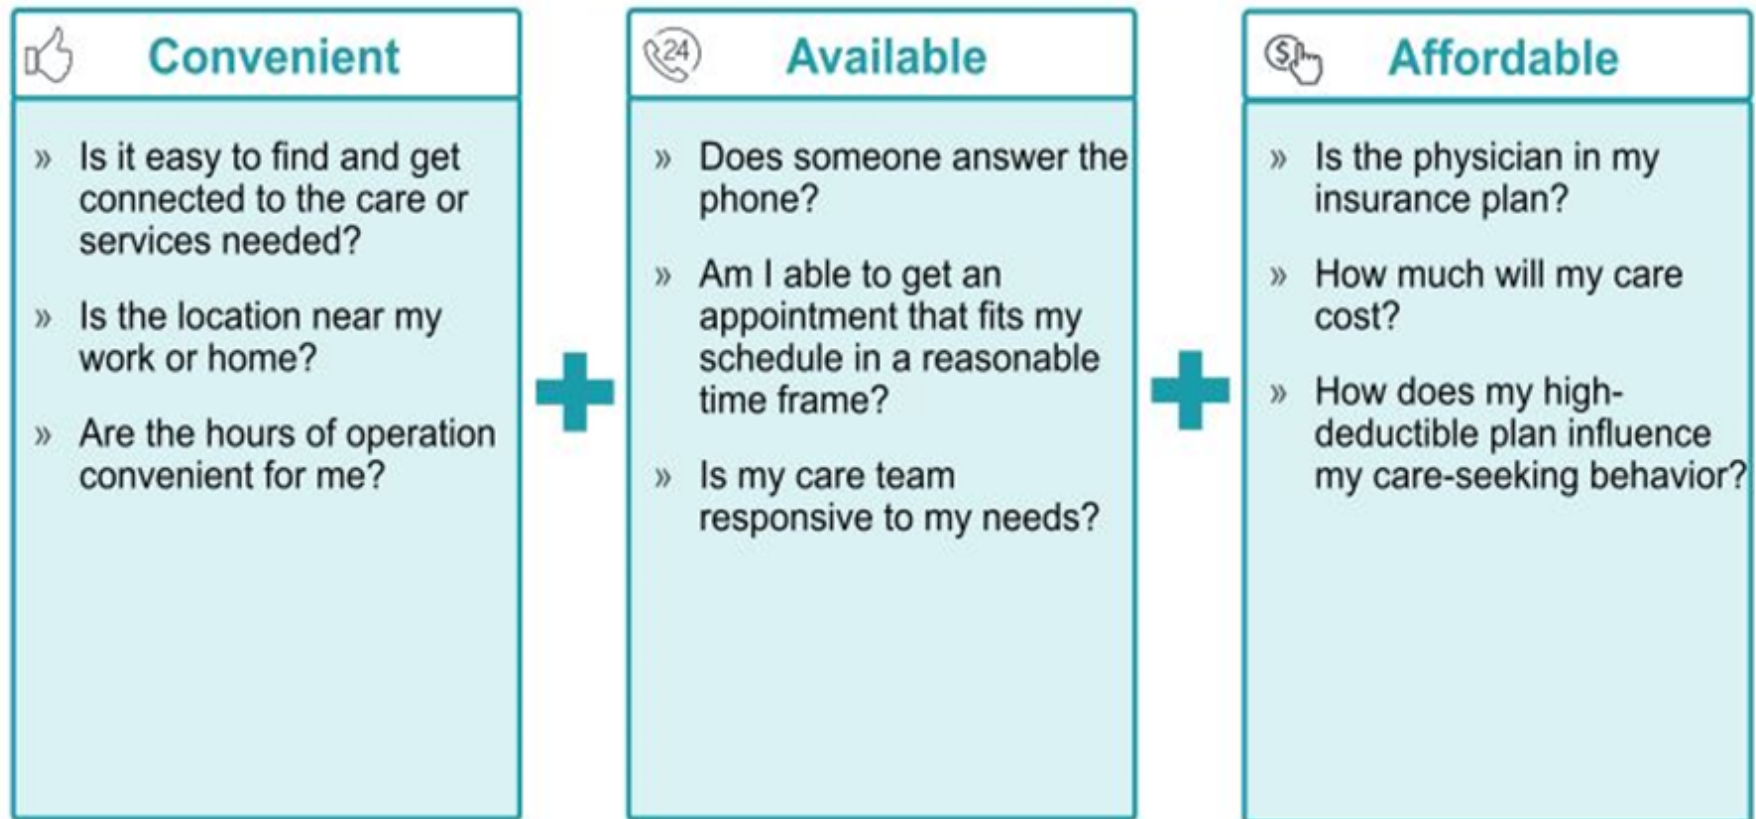 Convenient
» Is it easy to find and get
connected to the care or
services needed?
» Is the location near my
work or home?
» Are the hours of operation
convenient for me?
24
Available
» Does someone answer the
phone?
» Am I able to get an
appointment that fits my
schedule in a reasonable
time frame?
» Is my care team
responsive to my needs?
$
Affordable
» Is the physician in my
insurance plan?
» How much will my care
cost?
» How does my high-
deductible plan influence
my care-seeking behavior?